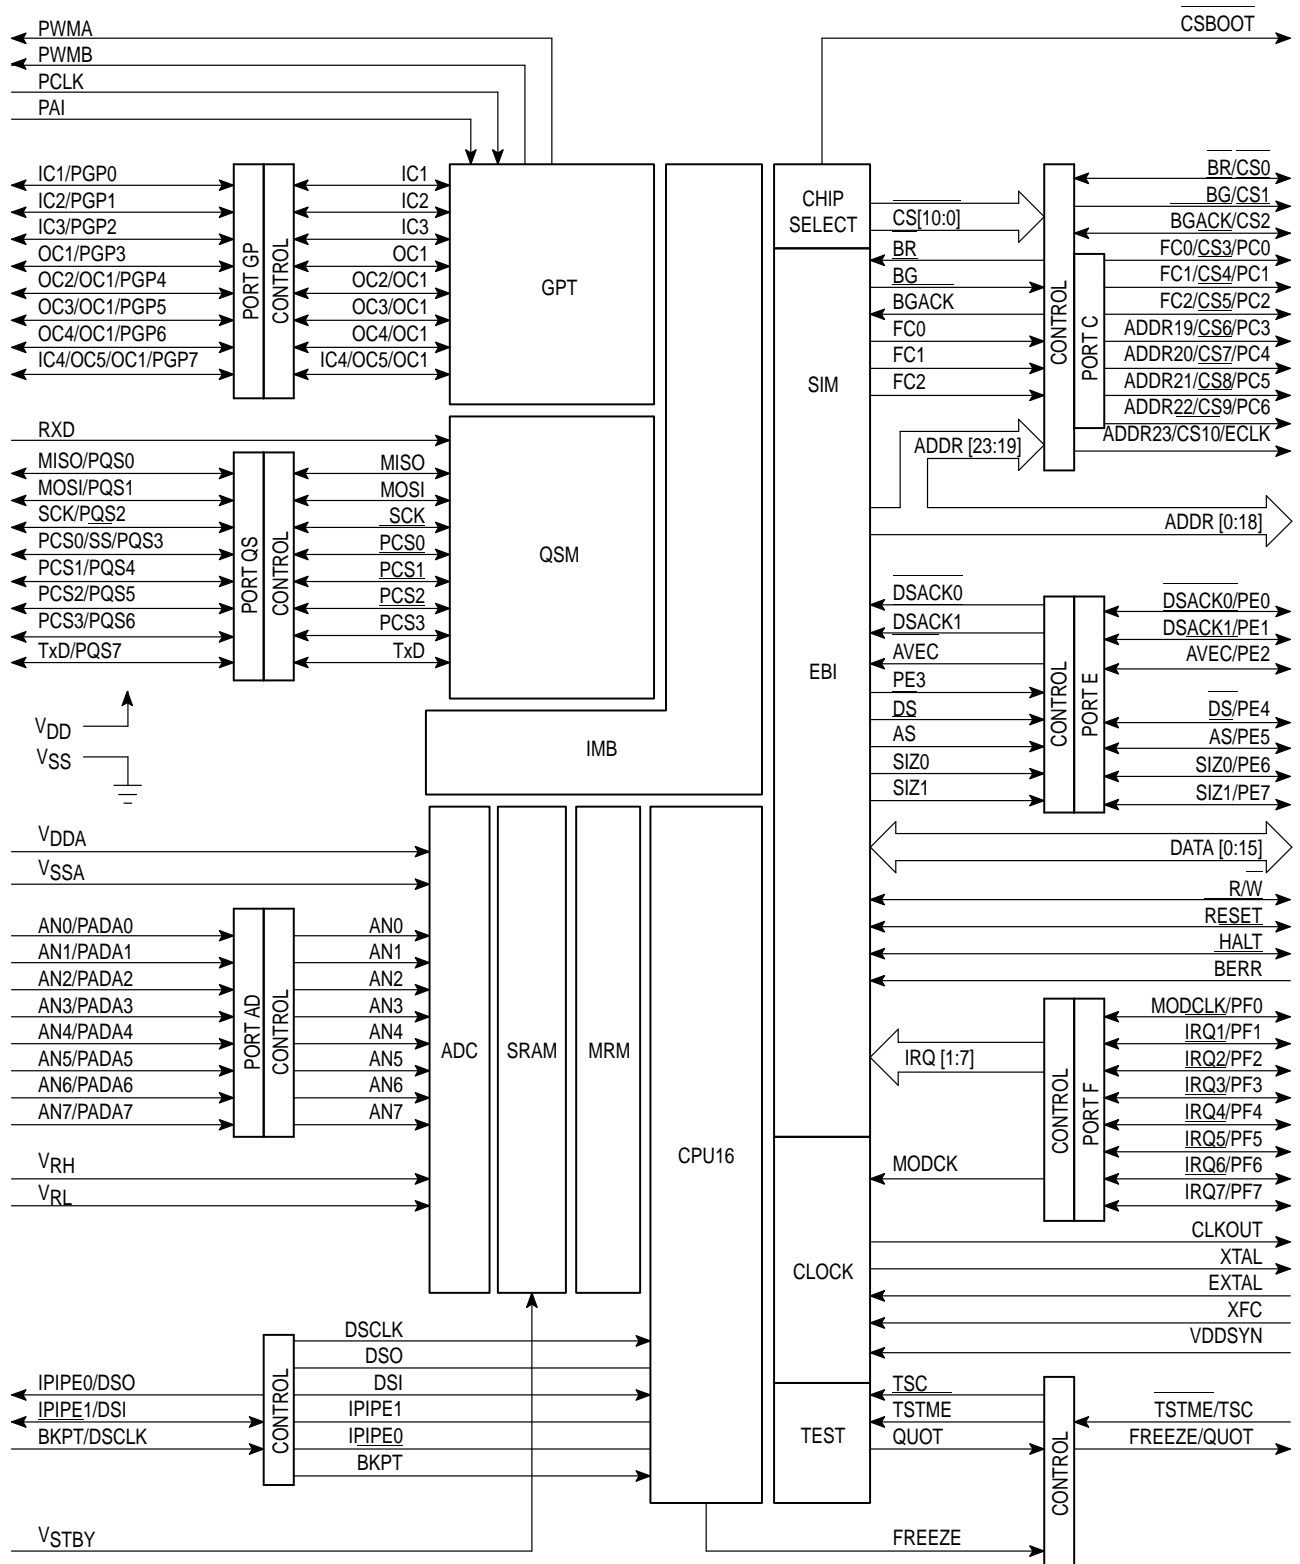 PWMA
PWMB
PCLK
PAI
CSBOOT
IC1/PGP0
IC2/PGP1
IC3/PGP2
OC1/PGP3
OC2/OC1/PGP4
OC3/OC1/PGP5
OC4/OC1/PGP6
IC4/OC5/OC1/PGP7
PORT GP
CONTROL
IC1
IC2
IC3
OC1
OC2/OC1
OC3/OC1
OC4/OC1
IC4/OC5/OC1
GPT
RXD
MISO/PQS0
MOSI/PQS1
SCK/PQS2
PCS0/SS/PQS3
PCS1/PQS4
PCS2/PQS5
PCS3/PQS6
TxD/PQS7
PORT QS
CONTROL
MISO
MOSI
SCK
PCS0
PCS1
PCS2
PCS3
TxD
QSM
VDD
VSS
IMB
VDDA
VSSA
AN0/PADA0
AN1/PADA1
AN2/PADA2
AN3/PADA3
AN4/PADA4
AN5/PADA5
AN6/PADA6
AN7/PADA7
PORT AD
CONTROL
AN0
AN1
AN2
AN3
AN4
AN5
AN6
AN7
VRH
VRL
ADC
SRAM
MRM
CPU16
DSCLK
DSO
DSI
IPIPE1
IPIPE0
BKPT
CONTROL
IPIPE0/DSO
IPIPE1/DSI
BKPT/DSCLK
VSTBY
CHIP
SELECT
SIM
EBI
CLOCK
TEST
CS[10:0]
BR
BG
BGACK
FC0
FC1
FC2
ADDR [23:19]
CONTROL
PORT C
BR/CS0
BG/CS1
BGACK/CS2
FC0/CS3/PC0
FC1/CS4/PC1
FC2/CS5/PC2
ADDR19/CS6/PC3
ADDR20/CS7/PC4
ADDR21/CS8/PC5
ADDR22/CS9/PC6
ADDR23/CS10/ECLK
ADDR [0:18]
DSACK0
DSACK1
AVEC
PE3
DS
AS
SIZ0
SIZ1
CONTROL
PORT E
DSACK0/PE0
DSACK1/PE1
AVEC/PE2
DS/PE4
AS/PE5
SIZ0/PE6
SIZ1/PE7
DATA [0:15]
R/W
RESET
HALT
BERR
IRQ [1:7]
MODCK
CONTROL
PORT F
MODCLK/PF0
IRQ1/PF1
IRQ2/PF2
IRQ3/PF3
IRQ4/PF4
IRQ5/PF5
IRQ6/PF6
IRQ7/PF7
CLKOUT
XTAL
EXTAL
XFC
VDDSYN
TSC
TSTME
QUOT
CONTROL
TSTME/TSC
FREEZE/QUOT
FREEZE